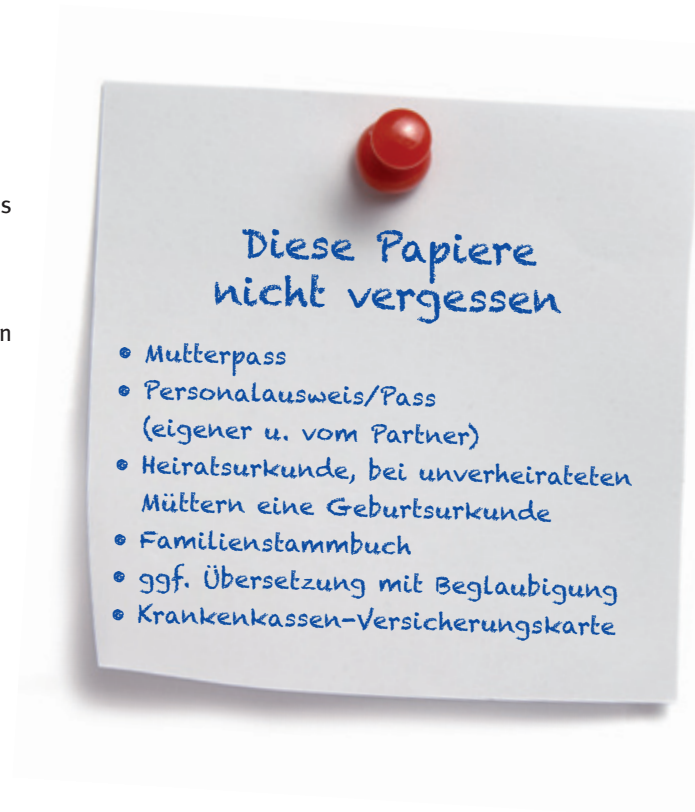 s
n
Diese Papiere
nicht vergessen
• Mutterpass
• Personalausweis/Pass
(eigener u. vom Partner)
• Heiratsurkunde, bei unverheirateten
Müttern eine Geburtsurkunde
• Familienstammbuch
• ggf. Übersetzung mit Beglaubigung
• Krankenkassen-Versicherungskarte